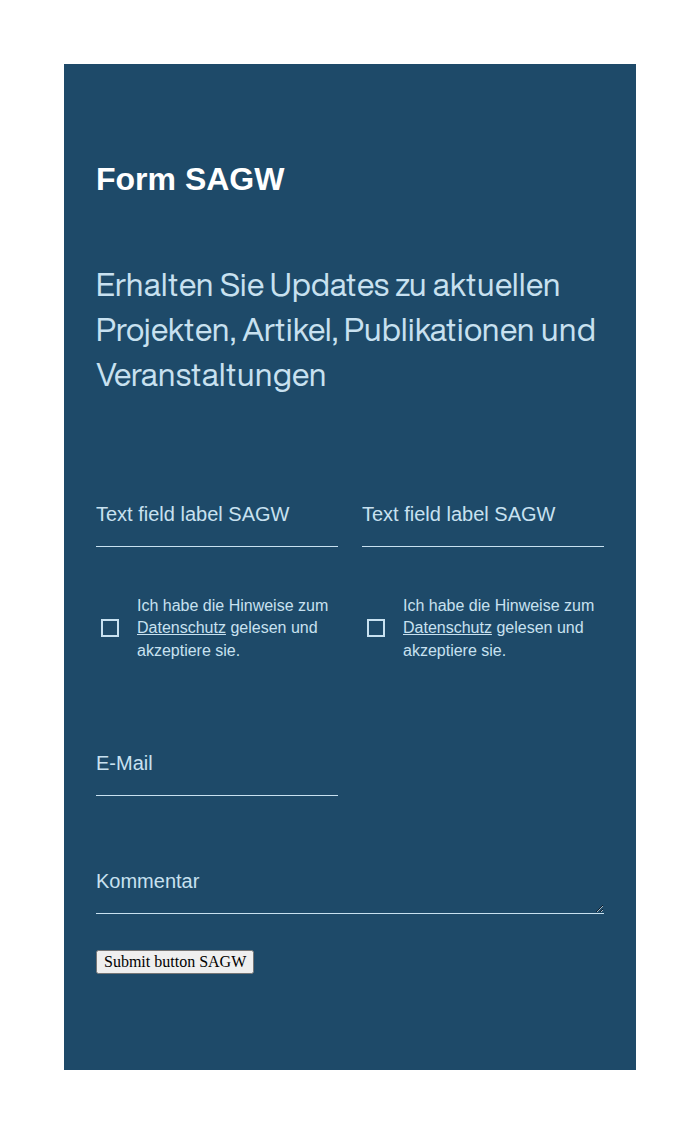 Form SAGW
Erhalten Sie Updates zu aktuellen
Projekten, Artikel, Publikationen und
Veranstaltungen
Text field label SAGW
Text field label SAGW
Ich habe die Hinweise zum
Datenschutz gelesen und
akzeptiere sie.
Ich habe die Hinweise zum
Datenschutz gelesen und
akzeptiere sie.
E-Mail
Kommentar
Submit button SAGW